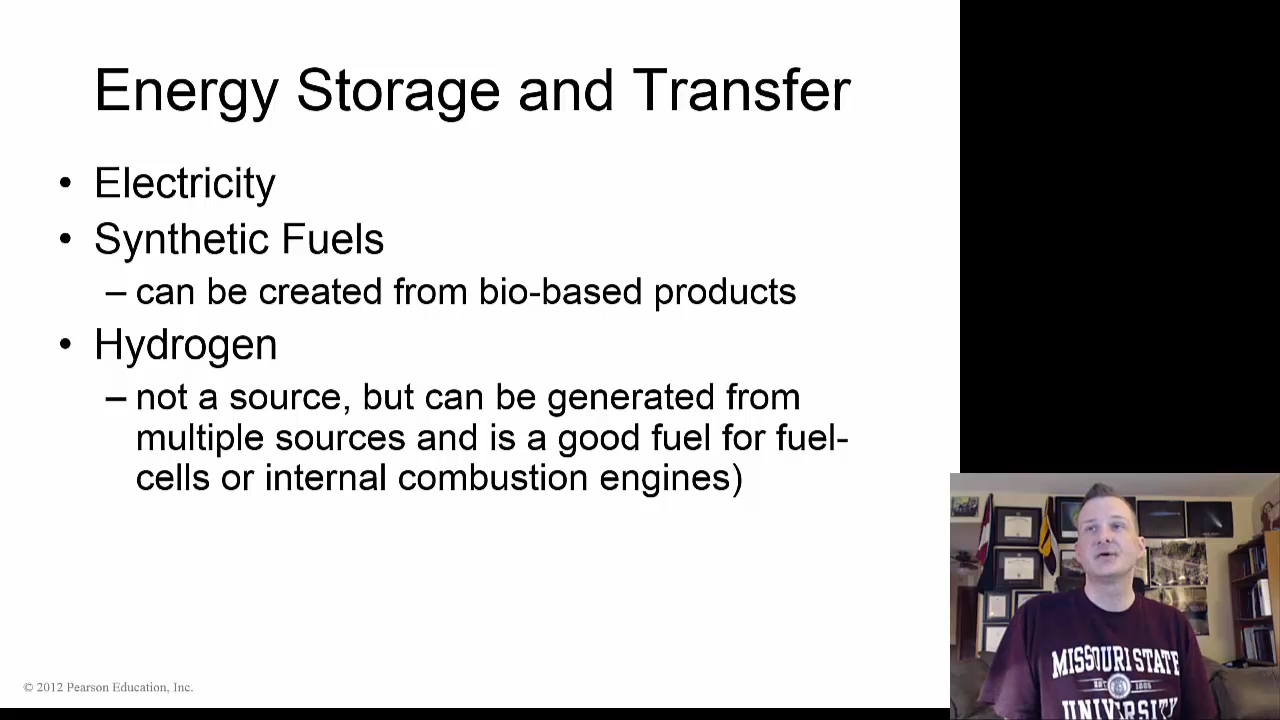 Energy Storage and Transfer
• Electricity
• Synthetic Fuels
– can be created from bio-based products
• Hydrogen
– not a source, but can be generated from
multiple sources and is a good fuel for fuel-
cells or internal combustion engines)
© 2012 Pearson Education, Inc.
MISSOURI STATE
UNIVERSITY